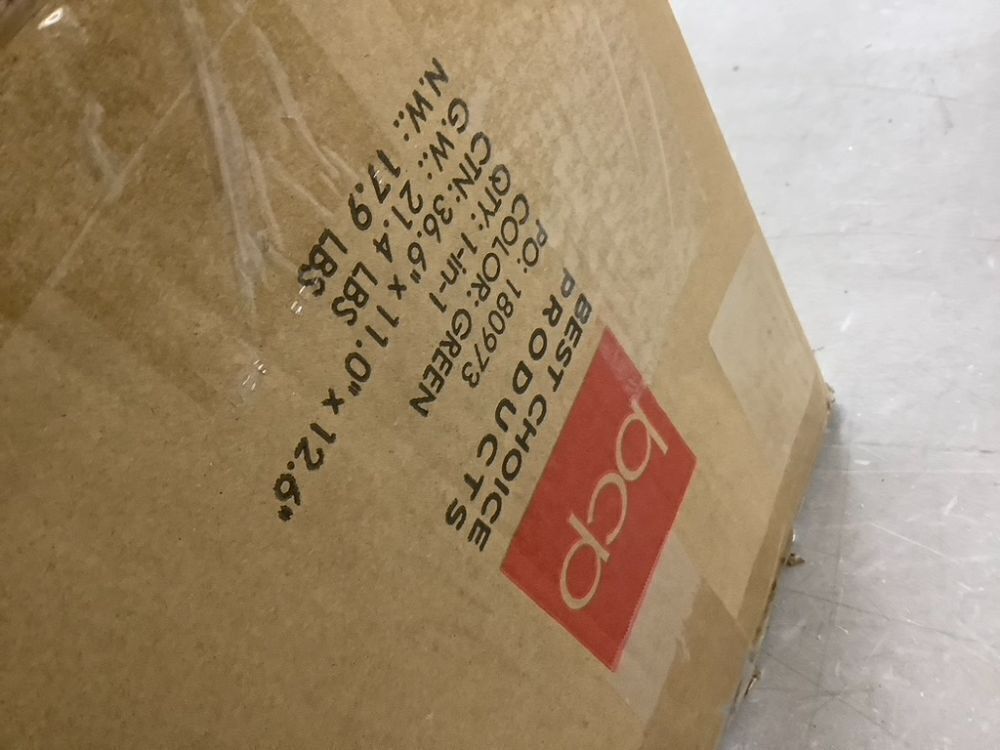 bcp
BEST CHOICE
PRODUCTS
PO: 180973
COLOR: GREEN
QTY: 1-in-1
CTN: 36.6" x 11.0" x 12.6"
G.W.: 21.4 LBS
N.W.: 17.9 LBS